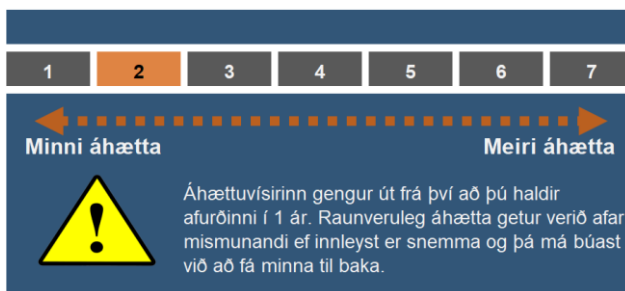 1 2 3 4 5 6 7
Minni áhætta Meiri áhætta
Áhættuvísirinn gengur út frá því að þú haldir
afurðinni í 1 ár. Raunveruleg áhætta getur verið afar
mismunandi ef innleyst er snemma og þá má búast
við að fá minna til baka.